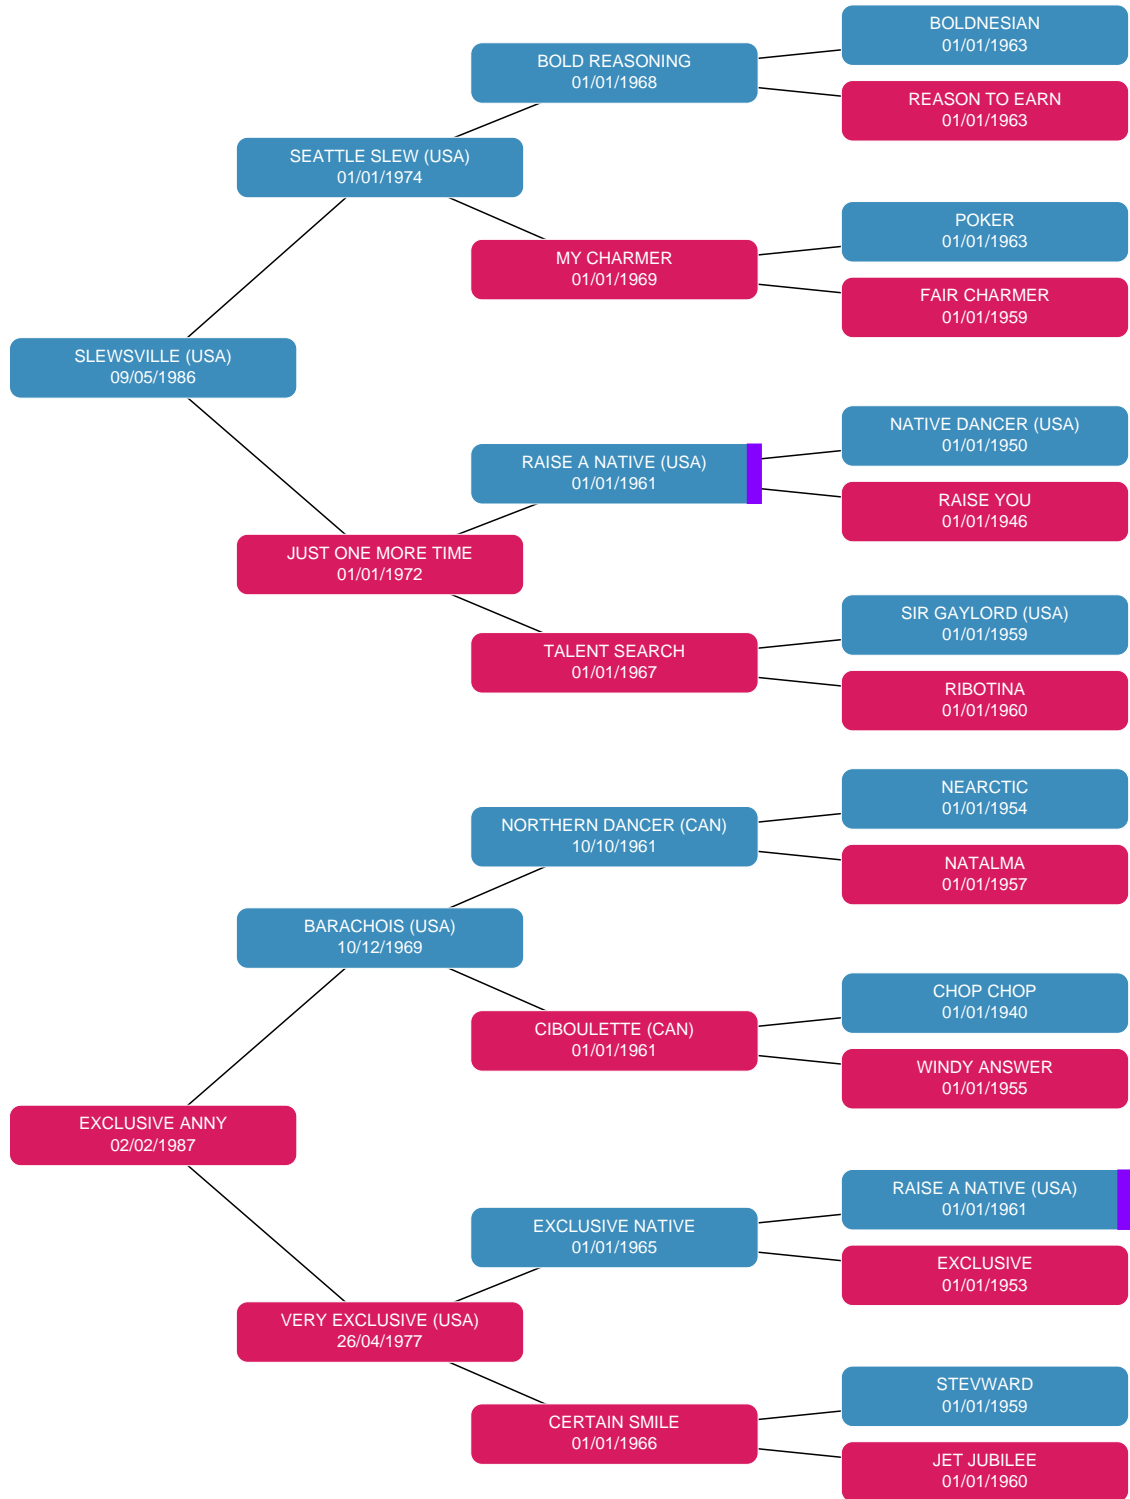 BOLDNESIAN
01/01/1963
BOLD REASONING
01/01/1968
REASON TO EARN
01/01/1963
SEATTLE SLEW (USA)
01/01/1974
POKER
01/01/1963
MY CHARMER
01/01/1969
FAIR CHARMER
01/01/1959
SLEWSVILLE (USA)
09/05/1986
NATIVE DANCER (USA)
01/01/1950
RAISE A NATIVE (USA)
01/01/1961
RAISE YOU
01/01/1946
JUST ONE MORE TIME
01/01/1972
SIR GAYLORD (USA)
01/01/1959
TALENT SEARCH
01/01/1967
RIBOTINA
01/01/1960
NEARCTIC
01/01/1954
NORTHERN DANCER (CAN)
10/10/1961
NATALMA
01/01/1957
BARACHOIS (USA)
10/12/1969
CHOP CHOP
01/01/1940
CIBOULETTE (CAN)
01/01/1961
WINDY ANSWER
01/01/1955
EXCLUSIVE ANNY
02/02/1987
RAISE A NATIVE (USA)
01/01/1961
EXCLUSIVE NATIVE
01/01/1965
EXCLUSIVE
01/01/1953
VERY EXCLUSIVE (USA)
26/04/1977
STEVWARD
01/01/1959
CERTAIN SMILE
01/01/1966
JET JUBILEE
01/01/1960